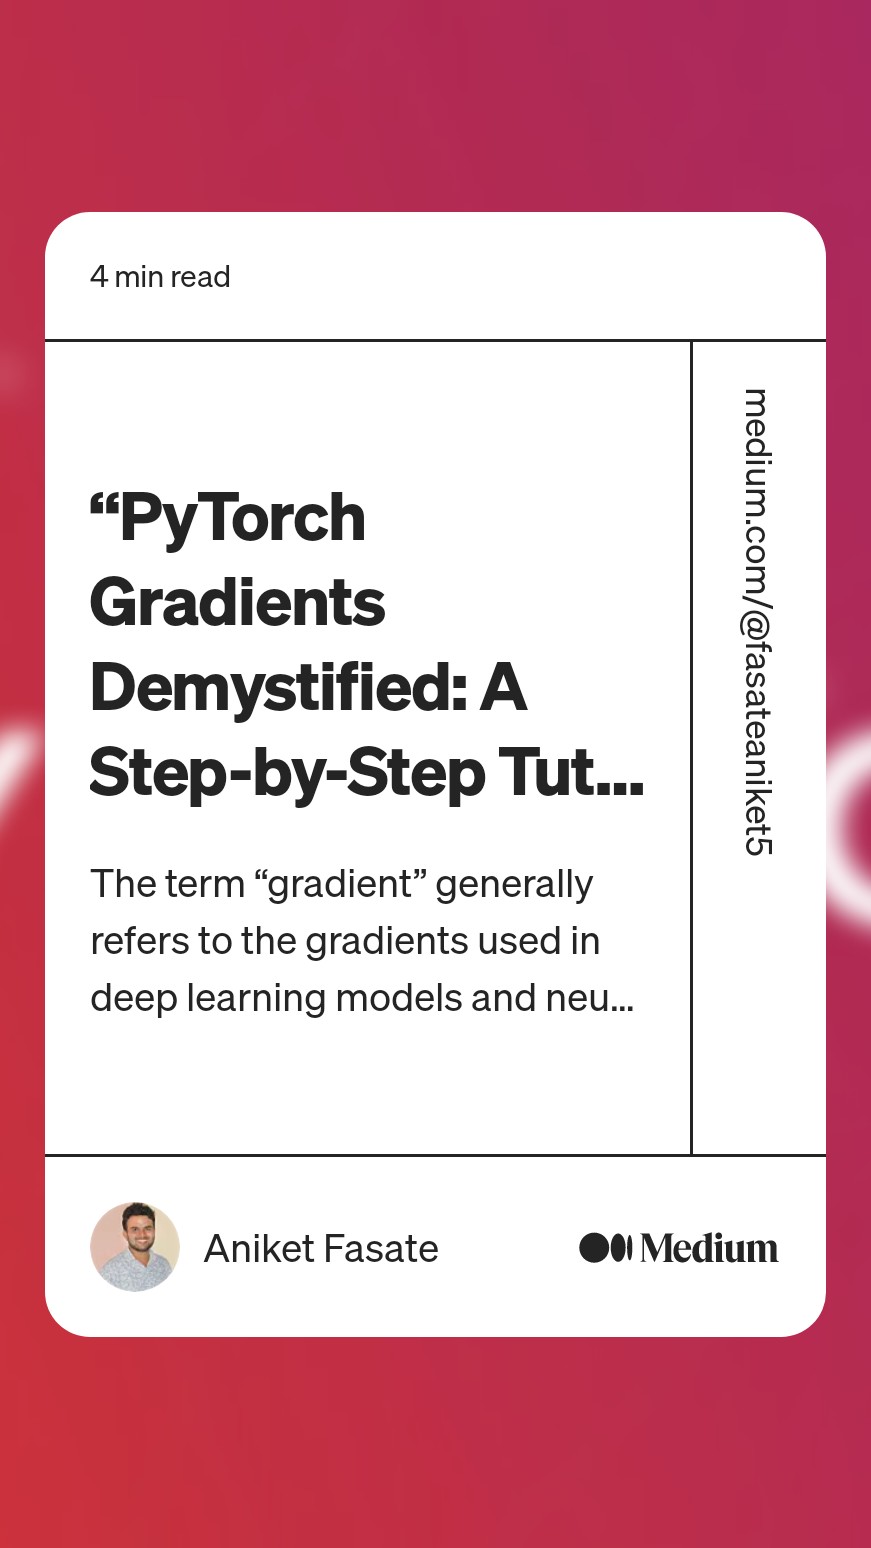 4 min read
“PyTorch
Gradients
Demystified: A
Step-by-Step Tut...
The term “gradient” generally
refers to the gradients used in
deep learning models and neu...
medium.com/@fasateaniket5
Aniket Fasate
Medium